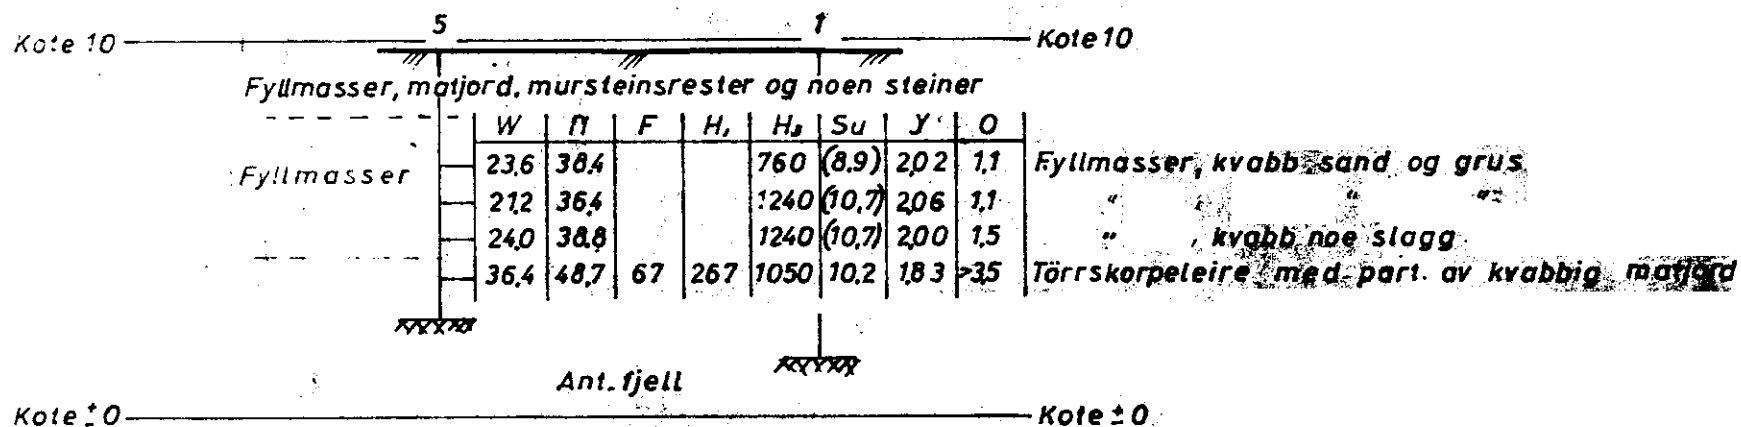 5 1
Kote 10 Kote 10
Fyllmasser, matjord, mursteinsrester og noen steiner
W n F H₁ H₃ Su γ O
Fyllmasser
23,6 38,4 760 (8,9) 2,02 1,1 Fyllmasser, kvabb sand og grus
21,2 36,4 1240 (10,7) 2,06 1,1 " , " "
24,0 38,8 1240 (10,7) 2,00 1,5 " , kvabb noe slagg
36,4 48,7 67 267 1050 10,2 1,83 >3,5 Törrskorpeleire med part. av kvabbig matjord
Ant. fjell
Kote ± 0 Kote ± 0